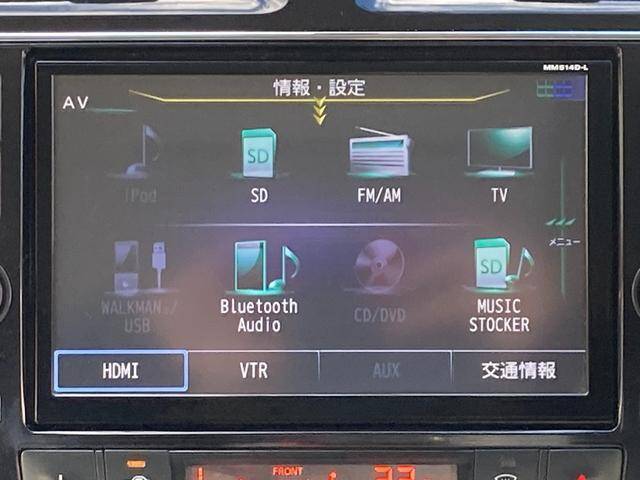 MM514D-L
情報・設定
AV
iPod
SD
SD
FM/AM
TV
メニュー
WALKMAN®/
USB
Bluetooth
Audio
CD/DVD
SD
MUSIC
STOCKER
HDMI
VTR
AUX
交通情報
FRONT